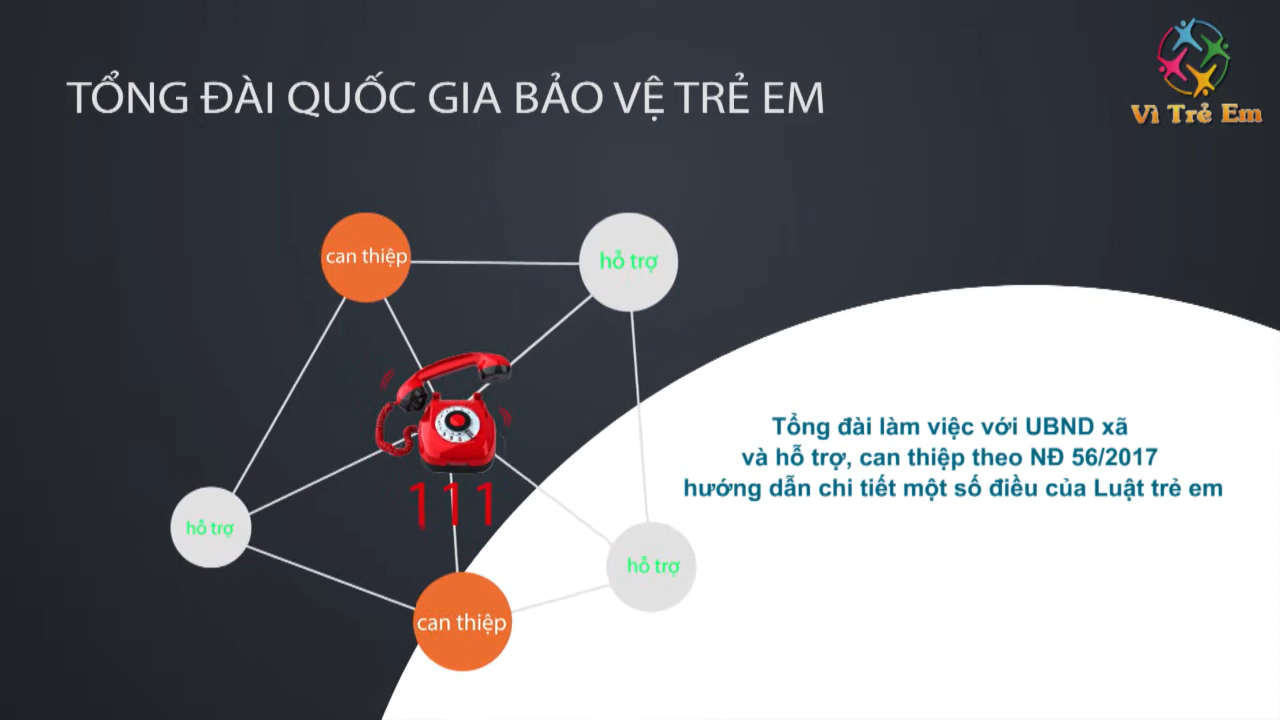 TỔNG ĐÀI QUỐC GIA BẢO VỆ TRẺ EM
Vì Trẻ Em
can thiệp
hỗ trợ
111
Tổng đài làm việc với UBND xã
và hỗ trợ, can thiệp theo NĐ 56/2017
hướng dẫn chi tiết một số điều của Luật trẻ em
hỗ trợ
hỗ trợ
can thiệp